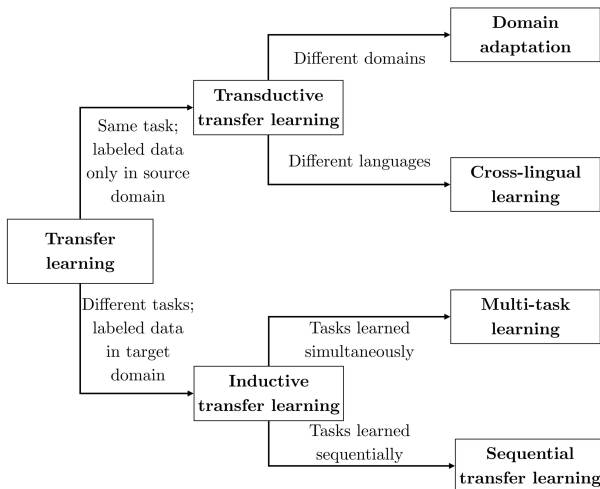 Domain
adaptation
Different domains
Transductive
transfer learning
Same task;
labeled data
only in source
domain
Different languages
Cross-lingual
learning
Transfer
learning
Different tasks;
labeled data
in target
domain
Multi-task
learning
Tasks learned
simultaneously
Inductive
transfer learning
Tasks learned
sequentially
Sequential
transfer learning